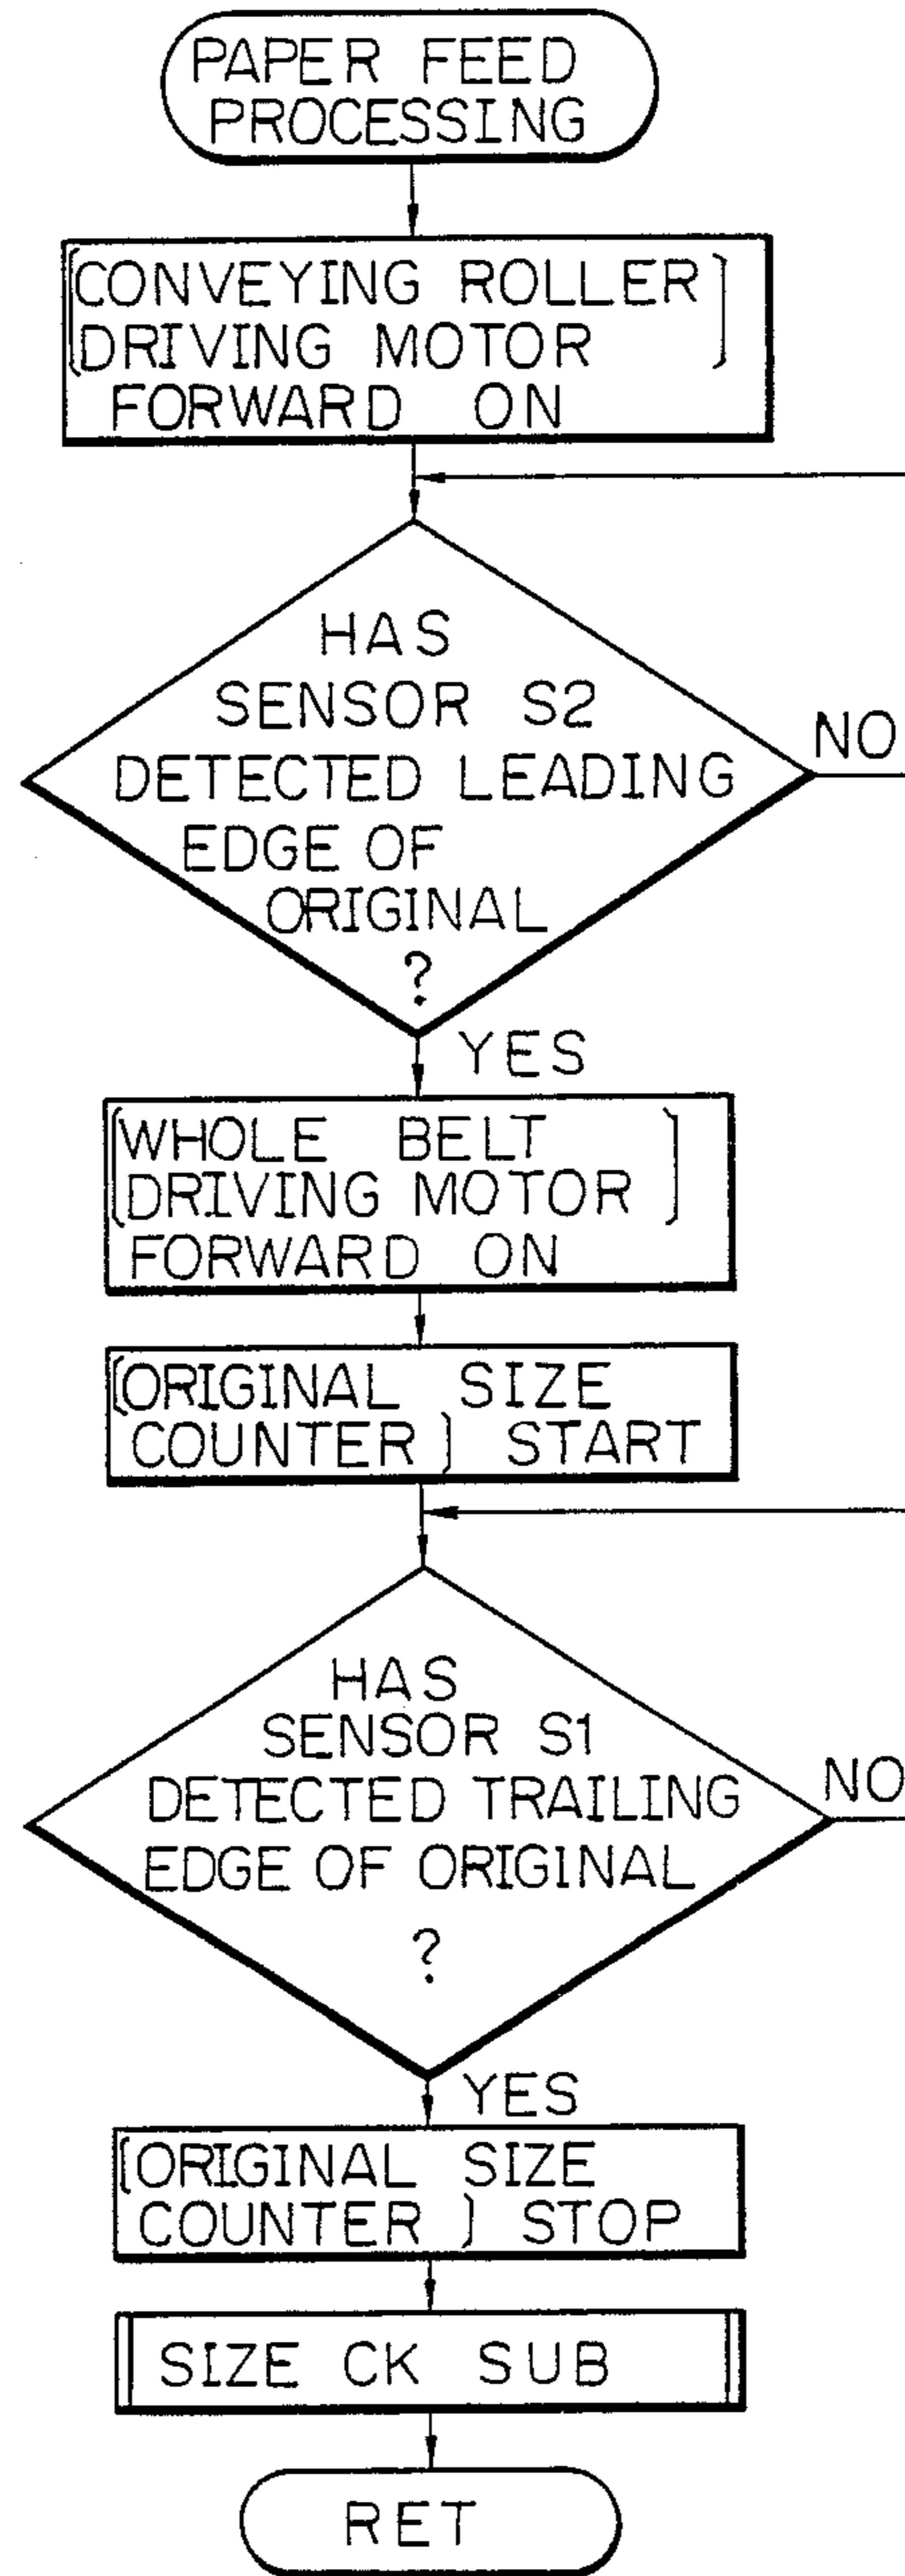 PAPER FEED
PROCESSING
[CONVEYING ROLLER
DRIVING MOTOR]
FORWARD ON
HAS
SENSOR S2
DETECTED LEADING
EDGE OF
ORIGINAL
?
NO
YES
[WHOLE BELT
DRIVING MOTOR]
FORWARD ON
[ORIGINAL SIZE
COUNTER] START
HAS
SENSOR S1
DETECTED TRAILING
EDGE OF ORIGINAL
?
NO
YES
[ORIGINAL SIZE
COUNTER] STOP
SIZE CK SUB
RET